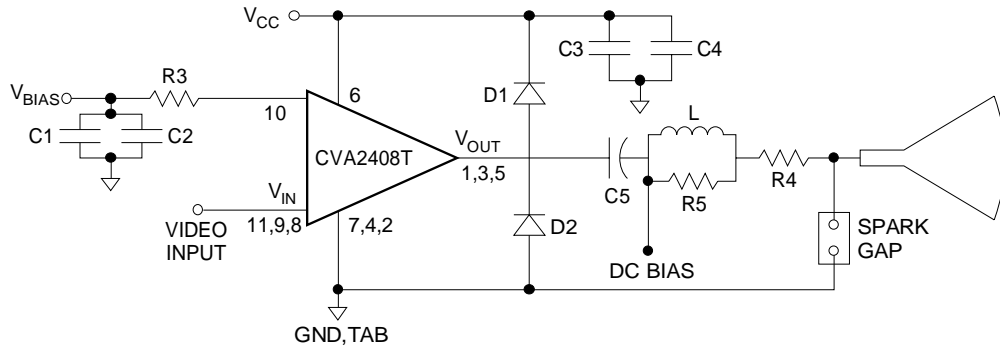 VCC
C3
C4
R3
VBIAS
6
10
D1
C1
C2
L
CVA2408T
VOUT
1,3,5
R4
VIN
C5
R5
11,9,8
7,4,2
VIDEO
INPUT
D2
SPARK
GAP
DC BIAS
GND,TAB